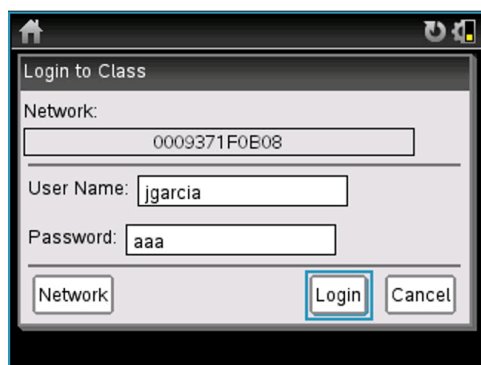 Login to Class
Network:
0009371F0B08
User Name: jgarcia
Password: aaa
Network Login Cancel